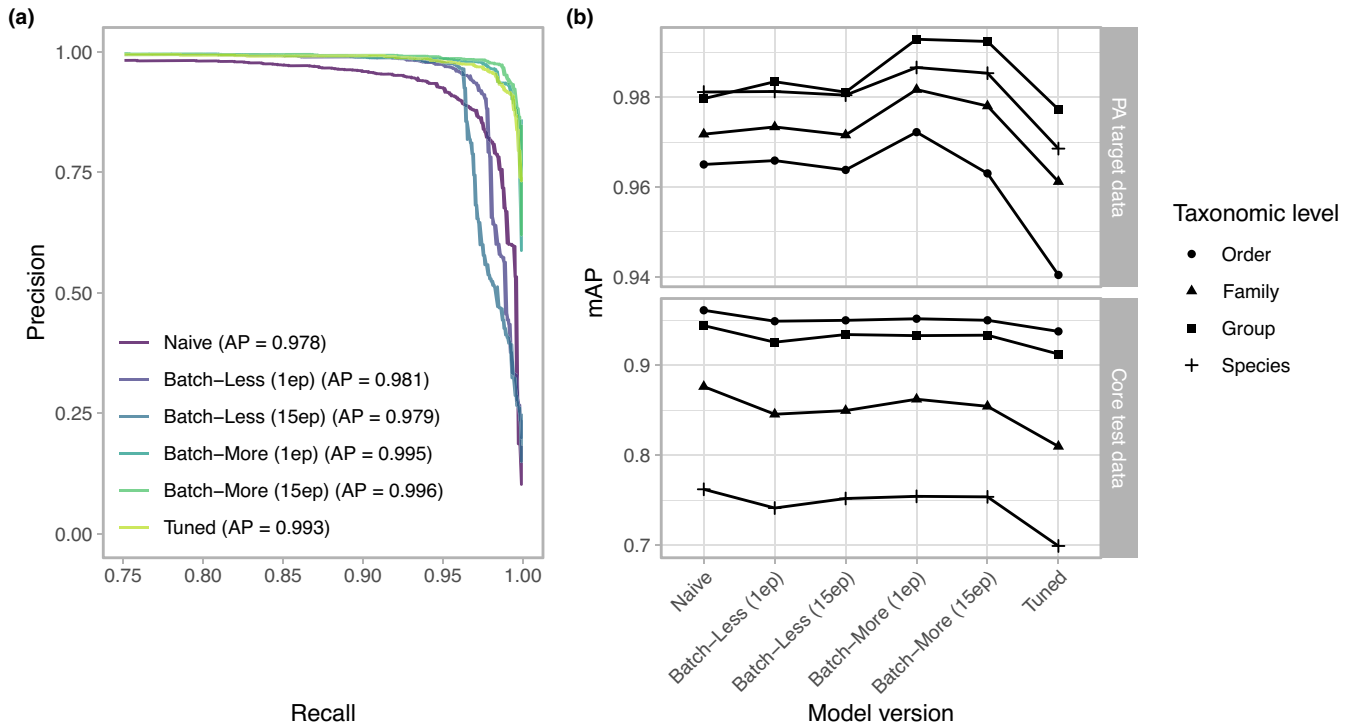 (a)
Precision
1.00
0.75
0.50
0.25
0.00
Naive (AP = 0.978)
Batch−Less (1ep) (AP = 0.981)
Batch−Less (15ep) (AP = 0.979)
Batch−More (1ep) (AP = 0.995)
Batch−More (15ep) (AP = 0.996)
Tuned (AP = 0.993)
0.75 0.80 0.85 0.90 0.95 1.00
Recall
(b)
mAP
0.98
0.96
0.94
PA target data
0.9
0.8
0.7
Core test data
Naive
Batch−Less (1ep)
Batch−Less (15ep)
Batch−More (1ep)
Batch−More (15ep)
Tuned
Model version
Taxonomic level
Order
Family
Group
Species